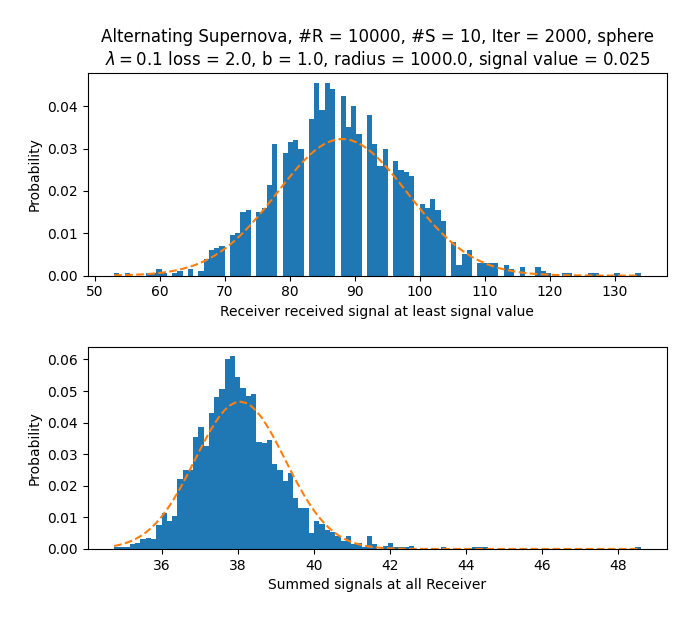 Alternating Supernova, #R = 10000, #S = 10, Iter = 2000, sphere
λ = 0.1 loss = 2.0, b = 1.0, radius = 1000.0, signal value = 0.025
0.04
0.03
0.02
0.01
0.00
Probability
50 60 70 80 90 100 110 120 130
Receiver received signal at least signal value
0.06
0.05
0.04
0.03
0.02
0.01
0.00
Probability
36 38 40 42 44 46 48
Summed signals at all Receiver